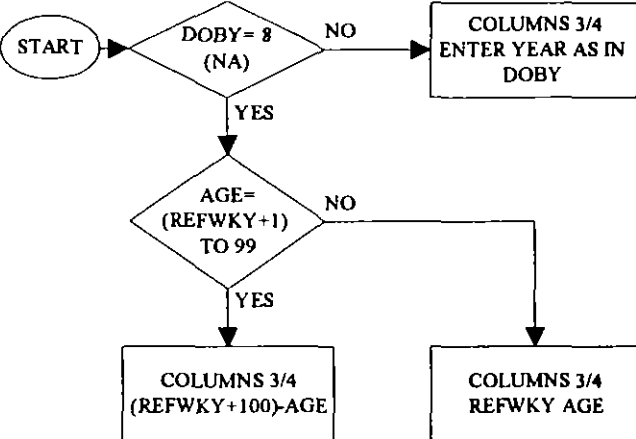 START
DOBY= 8
(NA)
NO
COLUMNS 3/4
ENTER YEAR AS IN
DOBY
YES
AGE=
(REFWKY+1)
TO 99
NO
YES
COLUMNS 3/4
(REFWKY+100)-AGE
COLUMNS 3/4
REFWKY AGE